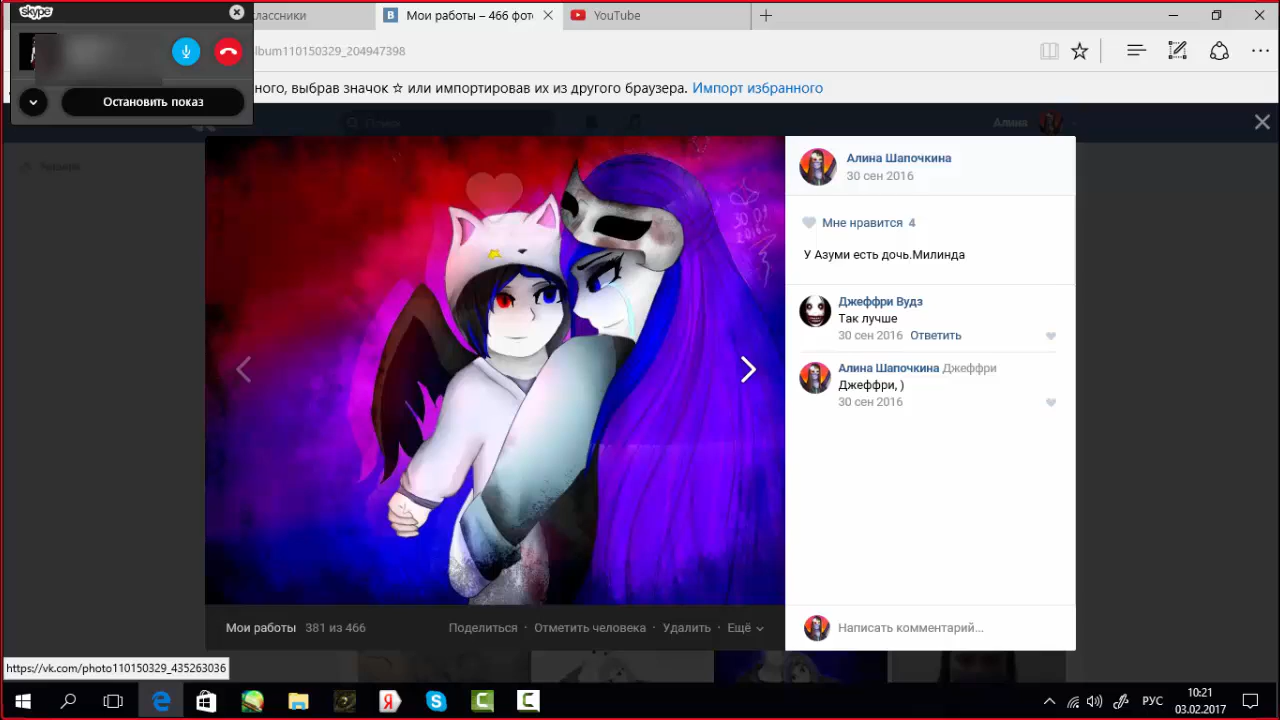 skype
Остановить показ
классники
Мои работы – 466 фот
YouTube
lbum110150329_204947398
ного, выбрав значок ☆ или импортировав их из другого браузера. Импорт избранного
Поиск
Алина
Алина Шапочкина
30 сен 2016
Мне нравится 4
У Азуми есть дочь.Милинда
Джеффри Вудз
Так лучше
30 сен 2016 Ответить
Алина Шапочкина Джеффри
Джеффри, )
30 сен 2016
Мои работы 381 из 466
Поделиться · Отметить человека · Удалить · Ещё
Написать комментарий...
https://vk.com/photo110150329_435263036
РУС
10:21
03.02.2017